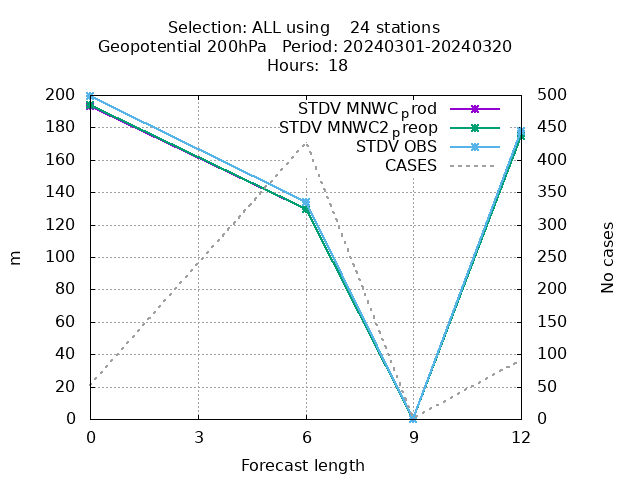 Selection: ALL using 24 stations
Geopotential 200hPa Period: 20240301-20240320
Hours: 18
STDV MNWCprod
STDV MNWC2preop
STDV OBS
CASES
200
180
160
140
120
100
80
60
40
20
0
m
500
450
400
350
300
250
200
150
100
50
0
No cases
0 3 6 9 12
Forecast length